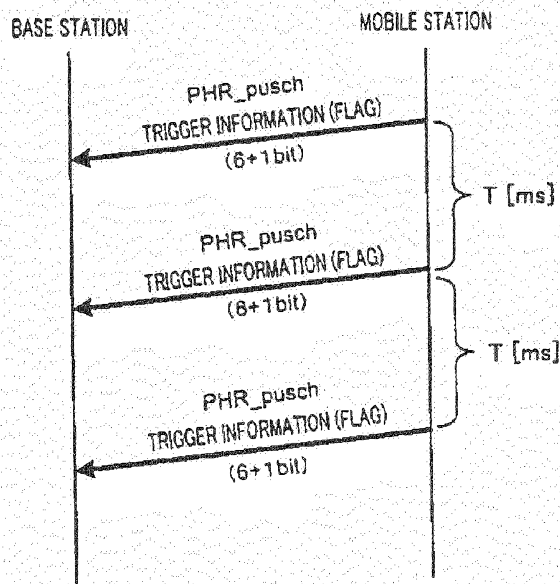 BASE STATION
MOBILE STATION
PHR_pusch
TRIGGER INFORMATION (FLAG)
(6+1bit)
T [ms]
PHR_pusch
TRIGGER INFORMATION (FLAG)
(6+1bit)
T [ms]
PHR_pusch
TRIGGER INFORMATION (FLAG)
(6+1bit)